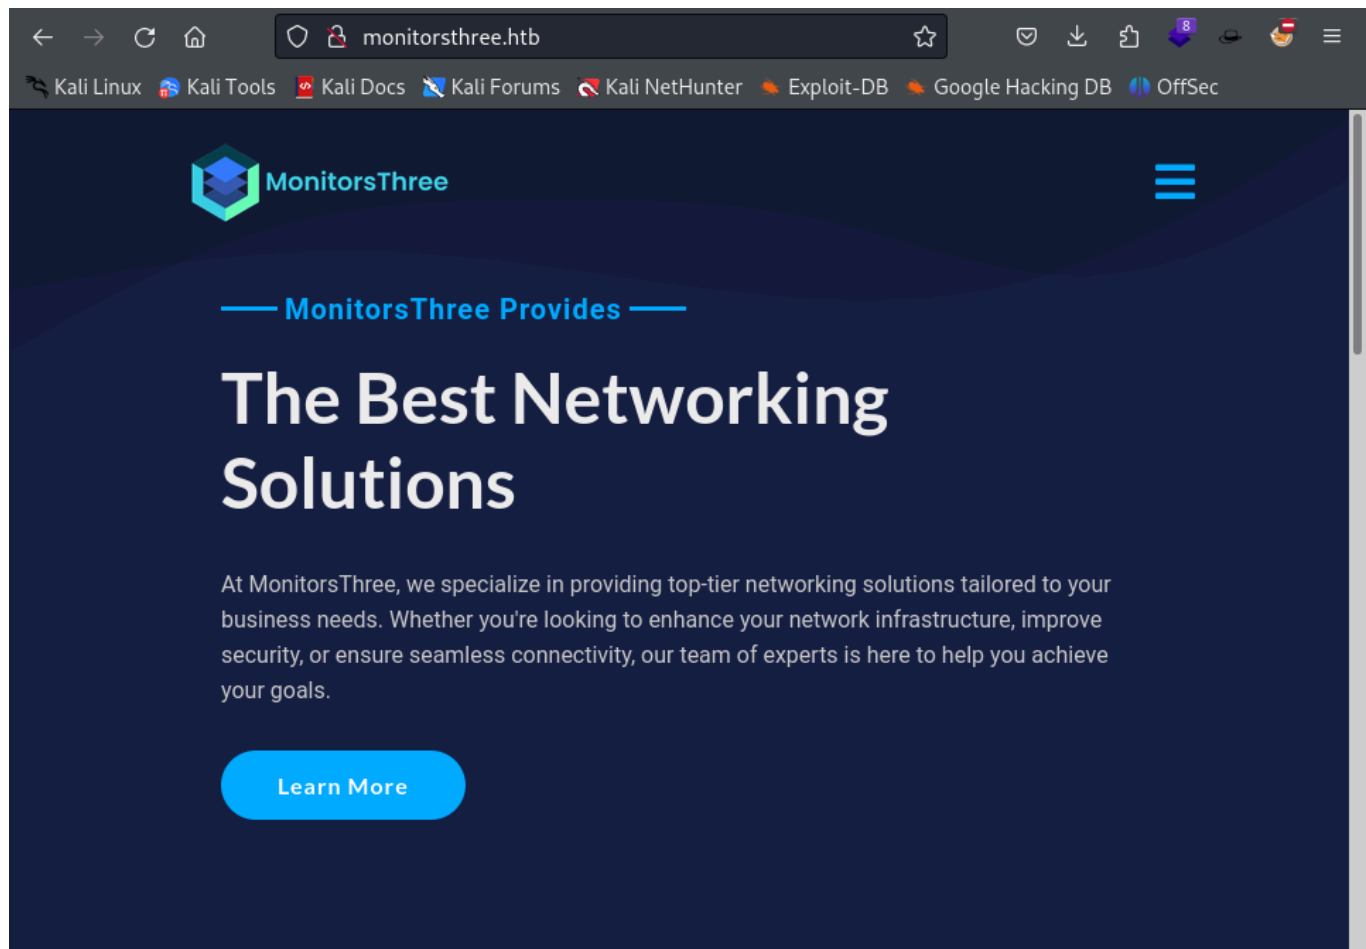 monitorsthree.htb
8
Kali Linux Kali Tools Kali Docs Kali Forums Kali NetHunter Exploit-DB Google Hacking DB OffSec
MonitorsThree
MonitorsThree Provides
The Best Networking
Solutions
At MonitorsThree, we specialize in providing top-tier networking solutions tailored to your
business needs. Whether you're looking to enhance your network infrastructure, improve
security, or ensure seamless connectivity, our team of experts is here to help you achieve
your goals.
Learn More